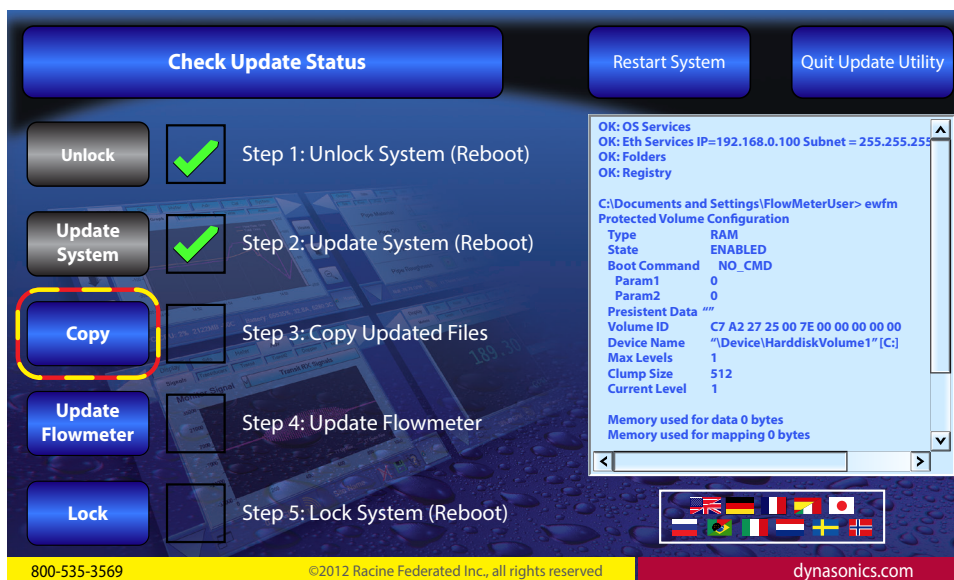 Check Update Status
Restart System
Quit Update Utility
Unlock
Step 1: Unlock System (Reboot)
Update
System
Step 2: Update System (Reboot)
Copy
Step 3: Copy Updated Files
Update
Flowmeter
Step 4: Update Flowmeter
Lock
Step 5: Lock System (Reboot)
OK: OS Services
OK: Eth Services IP=192.168.0.100 Subnet = 255.255.255
OK: Folders
OK: Registry
C:\Documents and Settings\FlowMeterUser> ewfm
Protected Volume Configuration
Type RAM
State ENABLED
Boot Command NO_CMD
Param1 0
Param2 0
Presistent Data “”
Volume ID C7 A2 27 25 00 7E 00 00 00 00 00
Device Name “\Device\HarddiskVolume1” [C:]
Max Levels 1
Clump Size 512
Current Level 1
Memory used for data 0 bytes
Memory used for mapping 0 bytes
800-535-3569
©2012 Racine Federated Inc., all rights reserved
dynasonics.com